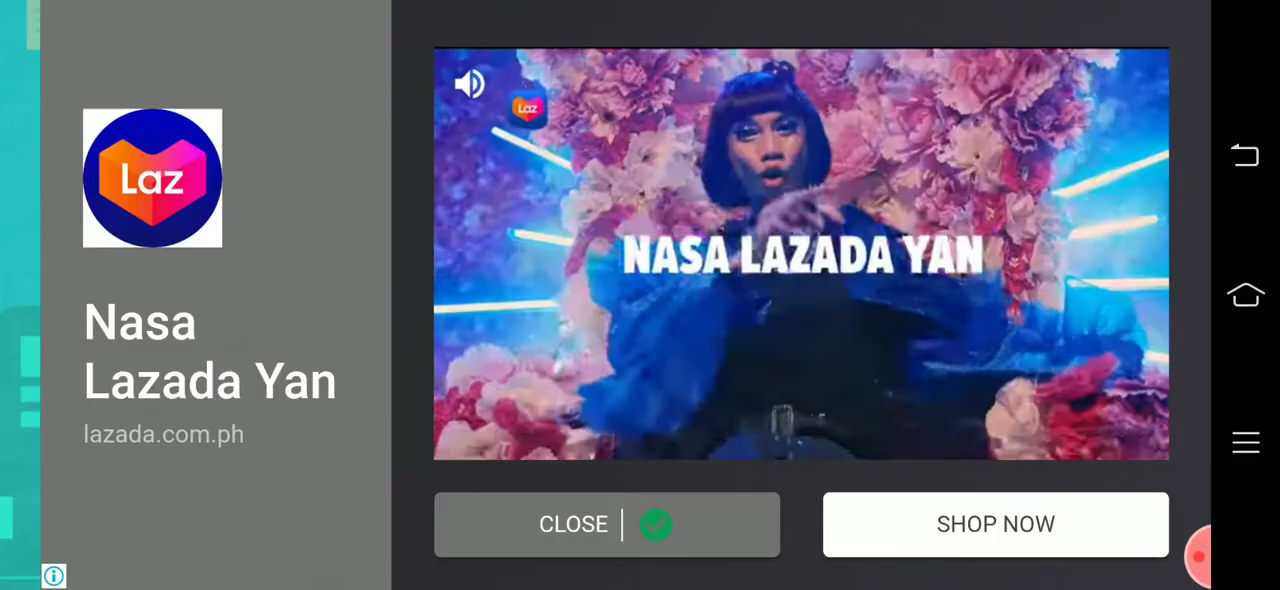 Laz
Nasa
Lazada Yan
lazada.com.ph
Laz
NASA LAZADA YAN
CLOSE
SHOP NOW